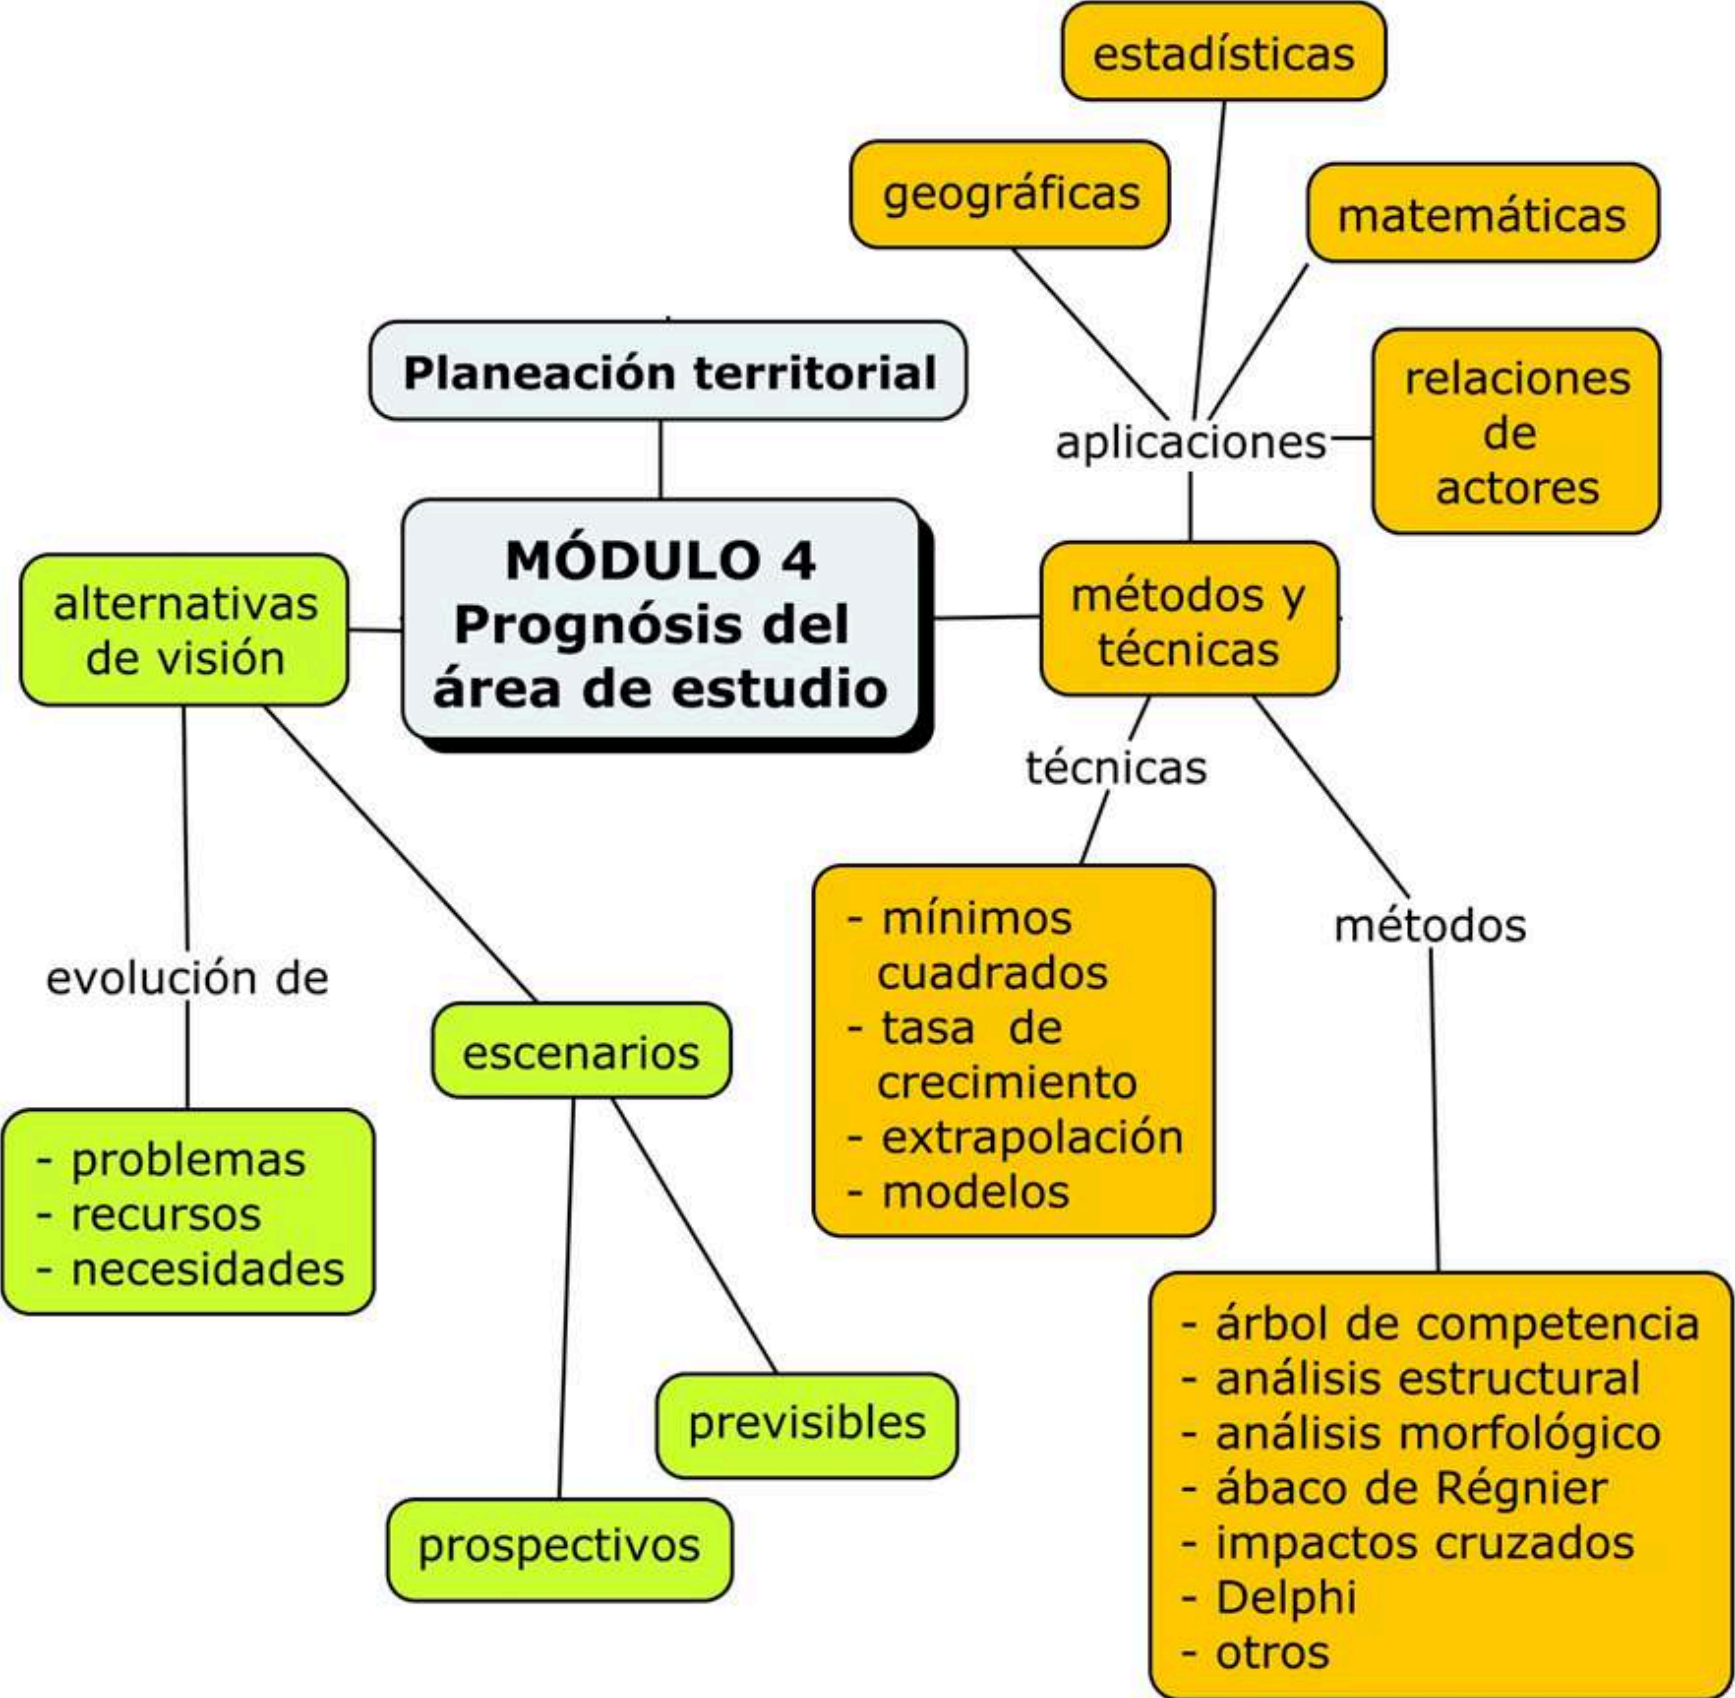 estadísticas
geográficas
matemáticas
Planeación territorial
relaciones
de
actores
aplicaciones
MÓDULO 4
Prognósis del
área de estudio
alternativas
de visión
métodos y
técnicas
técnicas
métodos
- mínimos
cuadrados
- tasa de
crecimiento
- extrapolación
- modelos
evolución de
escenarios
- problemas
- recursos
- necesidades
- árbol de competencia
- análisis estructural
- análisis morfológico
- ábaco de Régnier
- impactos cruzados
- Delphi
- otros
previsibles
prospectivos